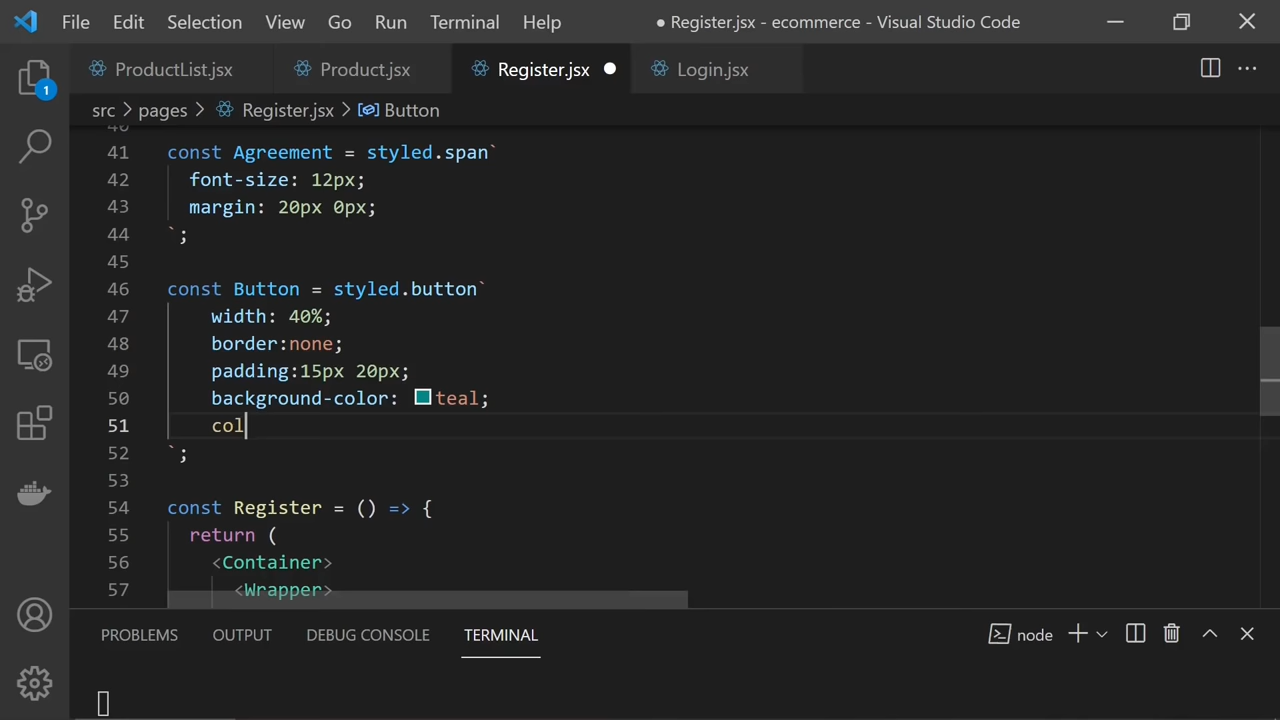 File Edit Selection View Go Run Terminal Help ● Register.jsx - ecommerce - Visual Studio Code
ProductList.jsx Product.jsx Register.jsx Login.jsx
src > pages > Register.jsx > Button
1
40
41 const Agreement = styled.span`
42 font-size: 12px;
43 margin: 20px 0px;
44 `;
45
46 const Button = styled.button`
47 width: 40%;
48 border:none;
49 padding:15px 20px;
50 background-color: teal;
51 col
52 `;
53
54 const Register = () => {
55 return (
56 <Container>
57 <Wrapper>
PROBLEMS OUTPUT DEBUG CONSOLE TERMINAL node